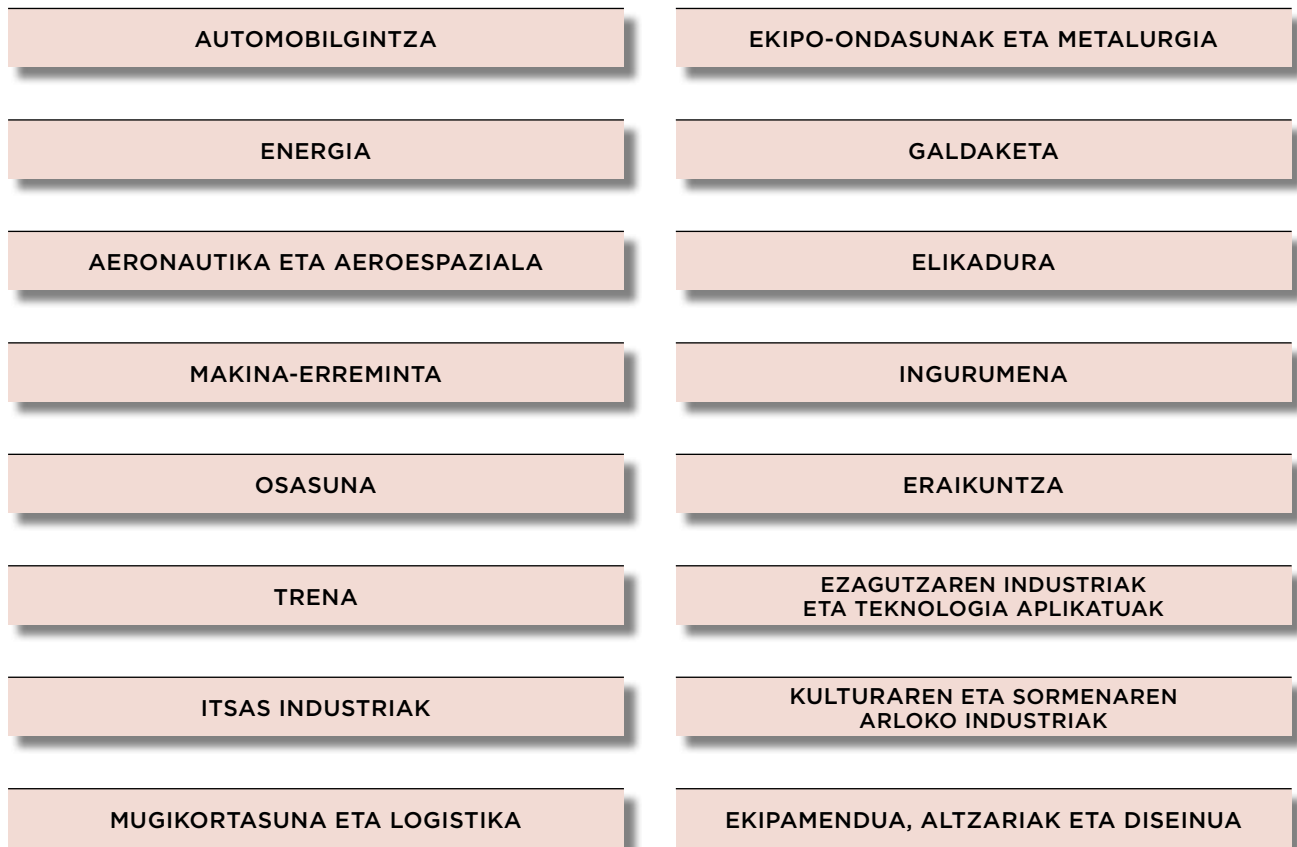 AUTOMOBILGINTZA
EKIPO-ONDASUNAK ETA METALURGIA
ENERGIA
GALDAKETA
AERONAUTIKA ETA AEROESPAZIALA
ELIKADURA
MAKINA-ERREMINTA
INGURUMENA
OSASUNA
ERAIKUNTZA
TRENA
EZAGUTZAREN INDUSTRIAK
ETA TEKNOLOGIA APLIKATUAK
ITSAS INDUSTRIAK
KULTURAREN ETA SORMENAREN
ARLOKO INDUSTRIAK
MUGIKORTASUNA ETA LOGISTIKA
EKIPAMENDUA, ALTZARIAK ETA DISEINUA